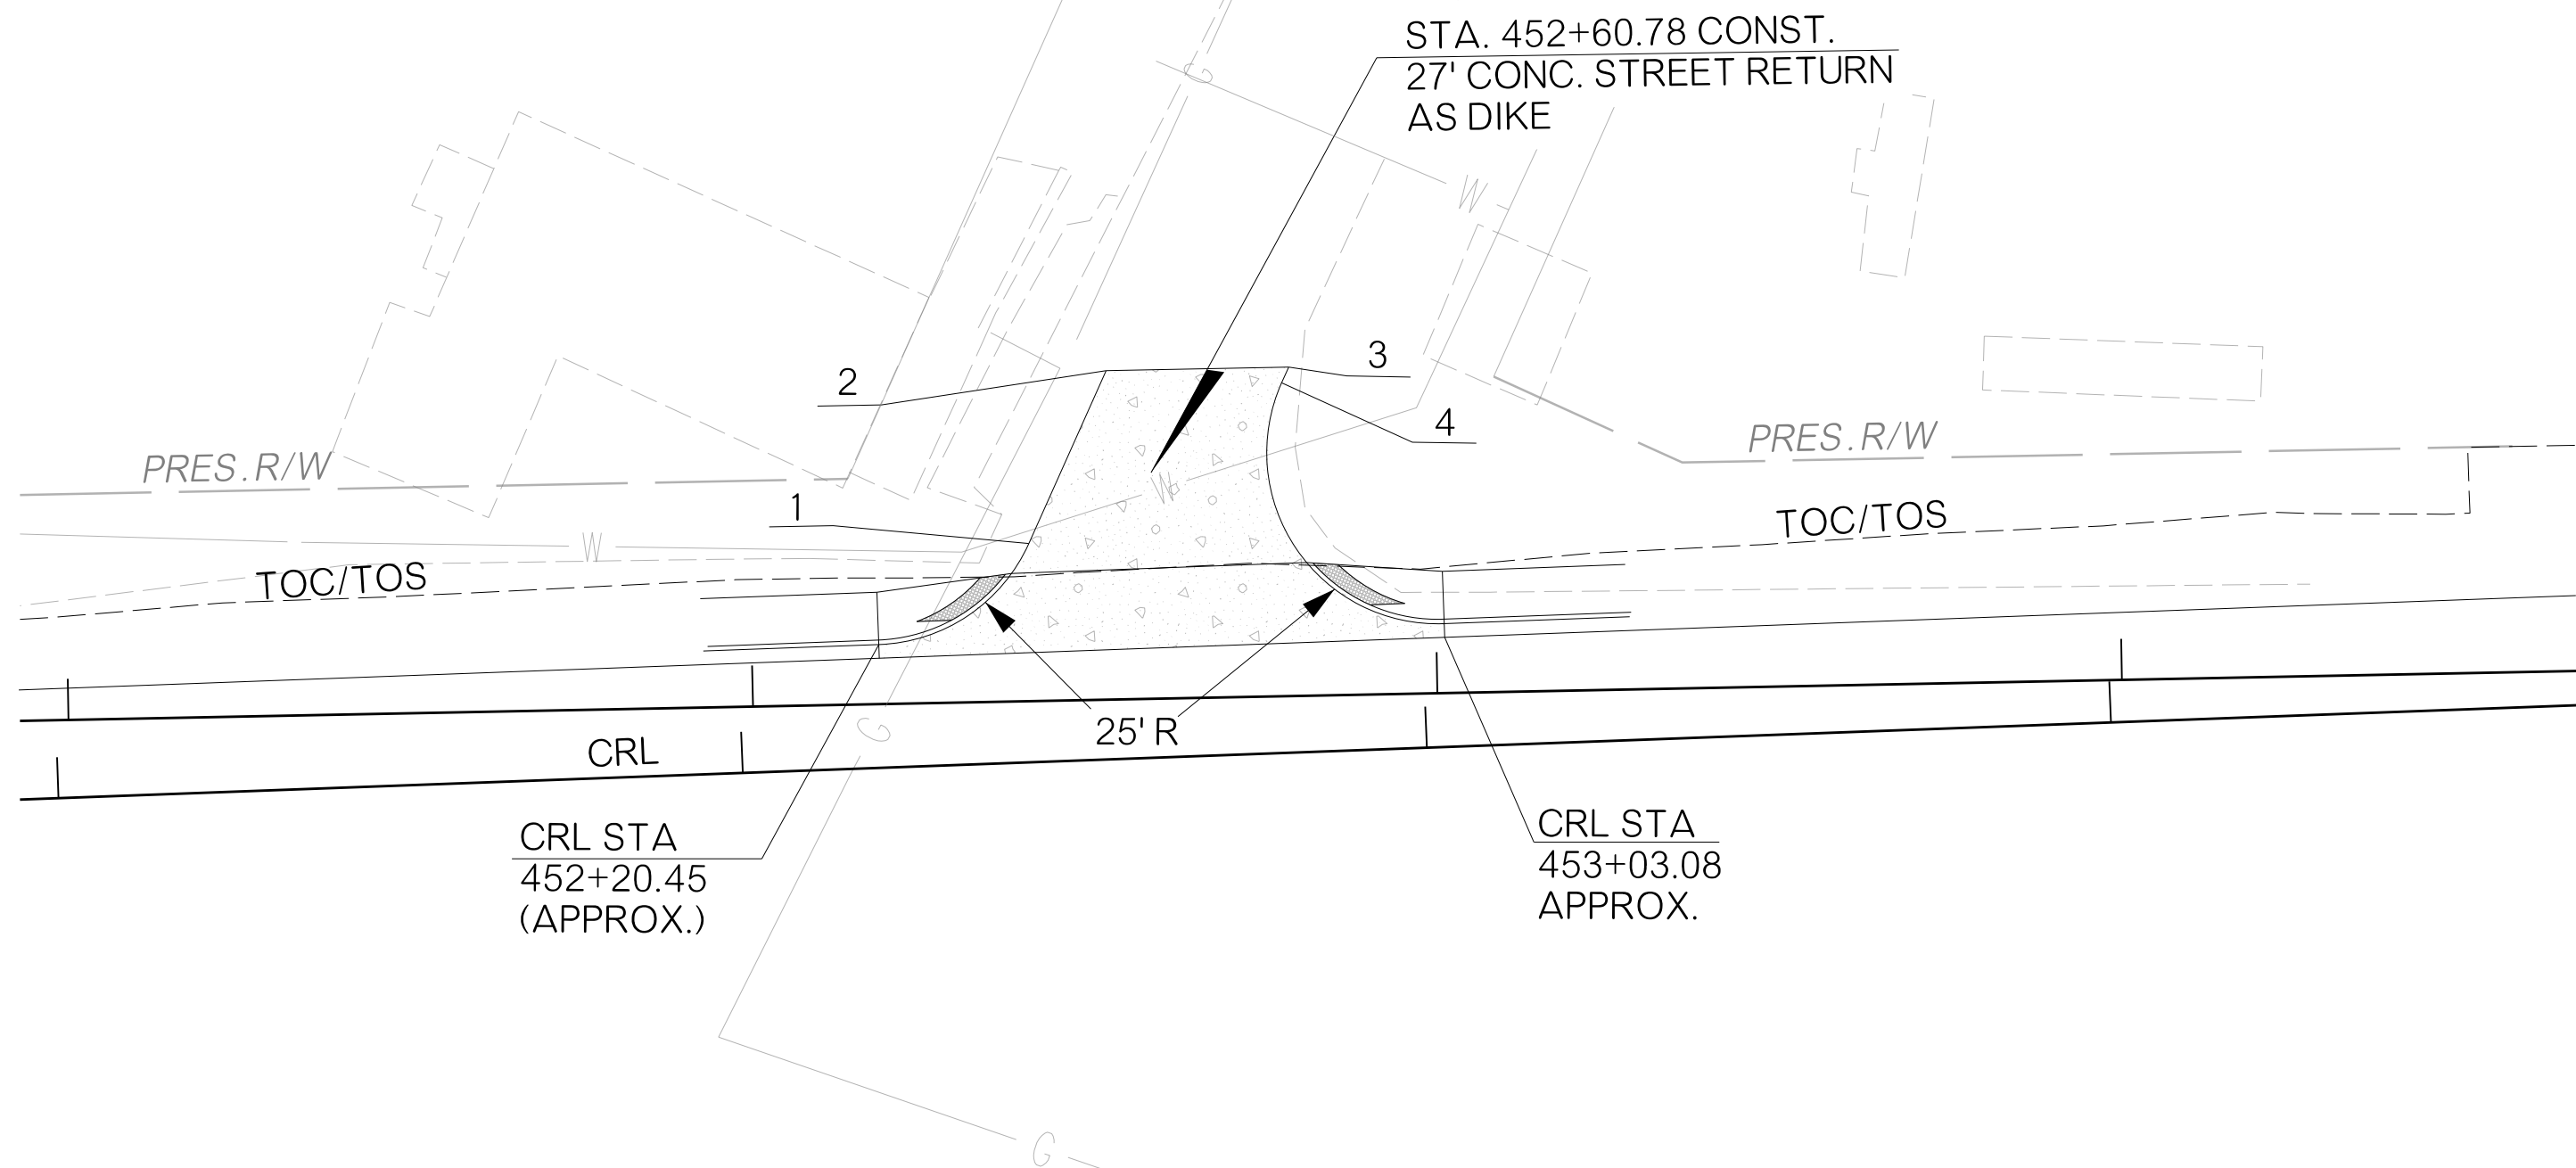 STA. 452+60.78 CONST.
27' CONC. STREET RETURN
AS DIKE
G
W
2
3
4
PRES. R/W
PRES. R/W
1
W
TOC/TOS
W
TOC/TOS
25' R
G
CRL
CRL STA
452+20.45
(APPROX.)
CRL STA
453+03.08
APPROX.
G